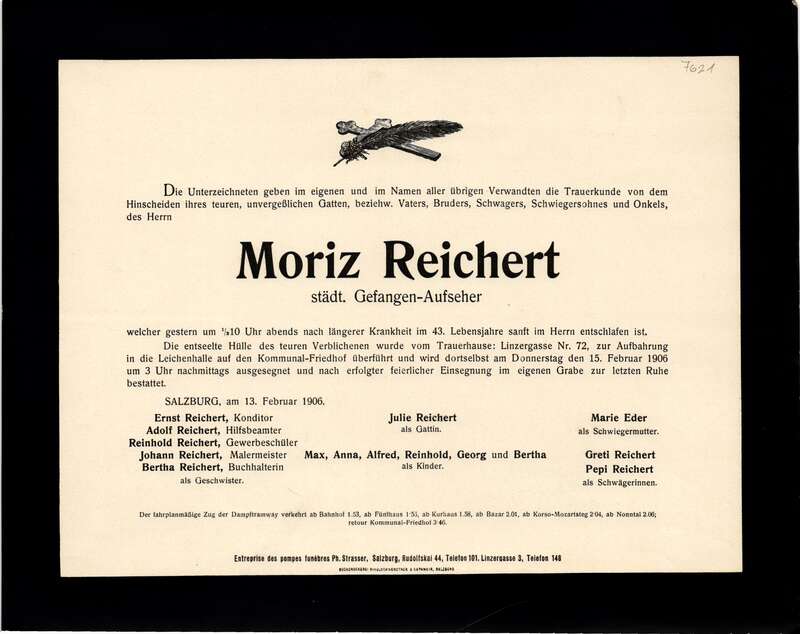 7621
Die Unterzeichneten geben im eigenen und im Namen aller übrigen Verwandten die Trauerkunde von dem
Hinscheiden ihres teuren, unvergeßlichen Gatten, beziehw. Vaters, Bruders, Schwagers, Schwiegersohnes und Onkels,
des Herrn
Moriz Reichert
städt. Gefangen-Aufseher
welcher gestern um ½10 Uhr abends nach längerer Krankheit im 43. Lebensjahre sanft im Herrn entschlafen ist.
Die entseelte Hülle des teuren Verblichenen wurde vom Trauerhause: Linzergasse Nr. 72, zur Aufbahrung
in die Leichenhalle auf den Kommunal-Friedhof überführt und wird dortselbst am Donnerstag den 15. Februar 1906
um 3 Uhr nachmittags ausgesegnet und nach erfolgter feierlicher Einsegnung im eigenen Grabe zur letzten Ruhe
bestattet.
SALZBURG, am 13. Februar 1906.
Ernst Reichert, Konditor
Adolf Reichert, Hilfsbeamter
Reinhold Reichert, Gewerbeschüler
Johann Reichert, Malermeister
Bertha Reichert, Buchhalterin
als Geschwister.
Julie Reichert
als Gattin.
Max, Anna, Alfred, Reinhold, Georg und Bertha
als Kinder.
Marie Eder
als Schwiegermutter.
Greti Reichert
Pepi Reichert
als Schwägerinnen.
Der fahrplanmäßige Zug der Dampftramway verkehrt ab Bahnhof 1.53, ab Fünfhaus 1·55, ab Kurhaus 1.58, ab Bazar 2.01, ab Korso-Mozartsteg 2·04, ab Nonntal 2.06;
retour Kommunal-Friedhof 3·46.
Entreprise des pompes funèbres Ph. Strasser, Salzburg, Rudolfskai 44, Telefon 101. Linzergasse 3, Telefon 148